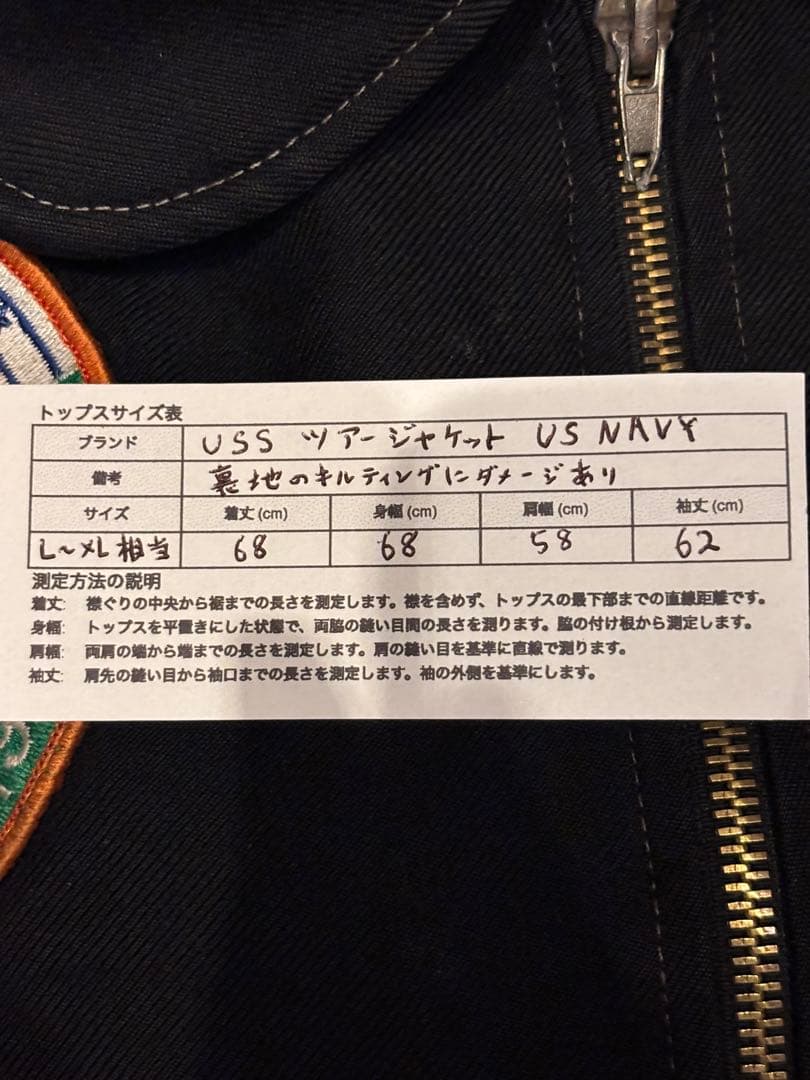 トップスサイズ表
ブランド USS ツアージャケット US NAVY
備考 裏地のキルティングにダメージあり
サイズ 着丈 (cm) 身幅 (cm) 肩幅 (cm) 袖丈 (cm)
L〜XL相当 68 68 58 62
測定方法の説明
着丈: 襟ぐりの中央から裾までの長さを測定します。襟を含めず、トップスの最下部までの直線距離です。
身幅: トップスを平置きにした状態で、両脇の縫い目間の長さを測ります。脇の付け根から測定します。
肩幅: 両肩の端から端までの長さを測定します。肩の縫い目を基準に直線で測ります。
袖丈: 肩先の縫い目から袖口までの長さを測定します。袖の外側を基準にします。